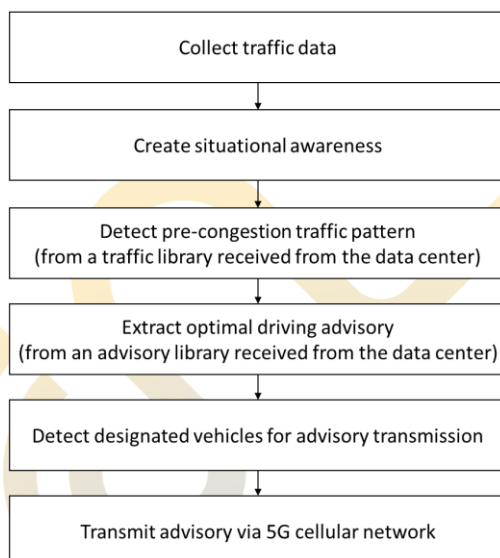 Collect traffic data
Create situational awareness
Detect pre-congestion traffic pattern
(from a traffic library received from the data center)
Extract optimal driving advisory
(from an advisory library received from the data center)
Detect designated vehicles for advisory transmission
Transmit advisory via 5G cellular network